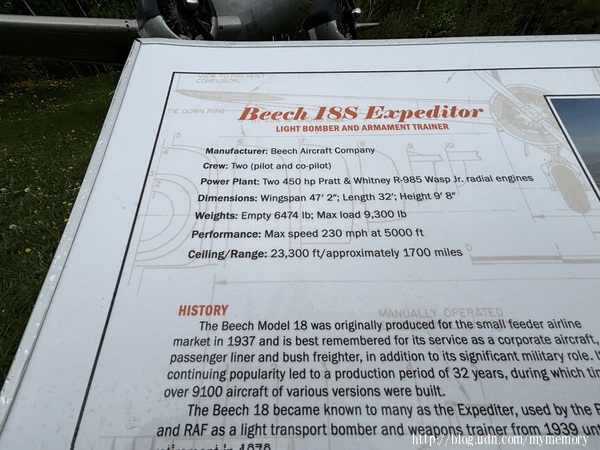 VIEW TO PREVENT
CONFUSION.
TIE DOWN RING
Beech 18S Expeditor
LIGHT BOMBER AND ARMAMENT TRAINER
Manufacturer: Beech Aircraft Company
Crew: Two (pilot and co-pilot)
Power Plant: Two 450 hp Pratt & Whitney R-985 Wasp Jr. radial engines
Dimensions: Wingspan 47' 2"; Length 32'; Height 9' 8"
Weights: Empty 6474 lb; Max load 9,300 lb
Performance: Max speed 230 mph at 5000 ft
Ceiling/Range: 23,300 ft/approximately 1700 miles
HISTORY
MANUALLY OPERATED
The Beech Model 18 was originally produced for the small feeder airline
market in 1937 and is best remembered for its service as a corporate aircraft,
passenger liner and bush freighter, in addition to its significant military role.
continuing popularity led to a production period of 32 years, during which
over 9100 aircraft of various versions were built.
The Beech 18 became known to many as the Expediter, used by the
and RAF as a light transport bomber and weapons trainer from 1939
http://blog.udn.com/mymemory